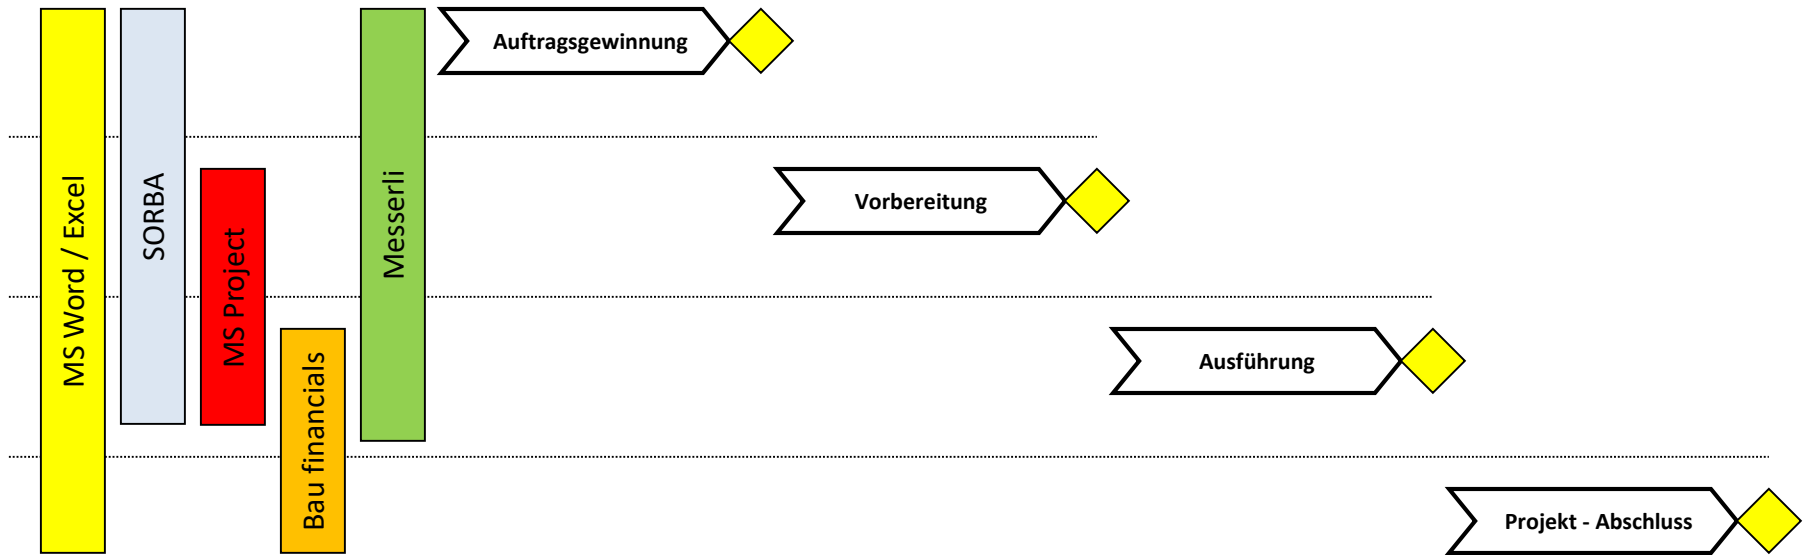 MS Word / Excel
SORBA
MS Project
Bau financials
Messerli
Auftragsgewinnung
Vorbereitung
Ausführung
Projekt - Abschluss